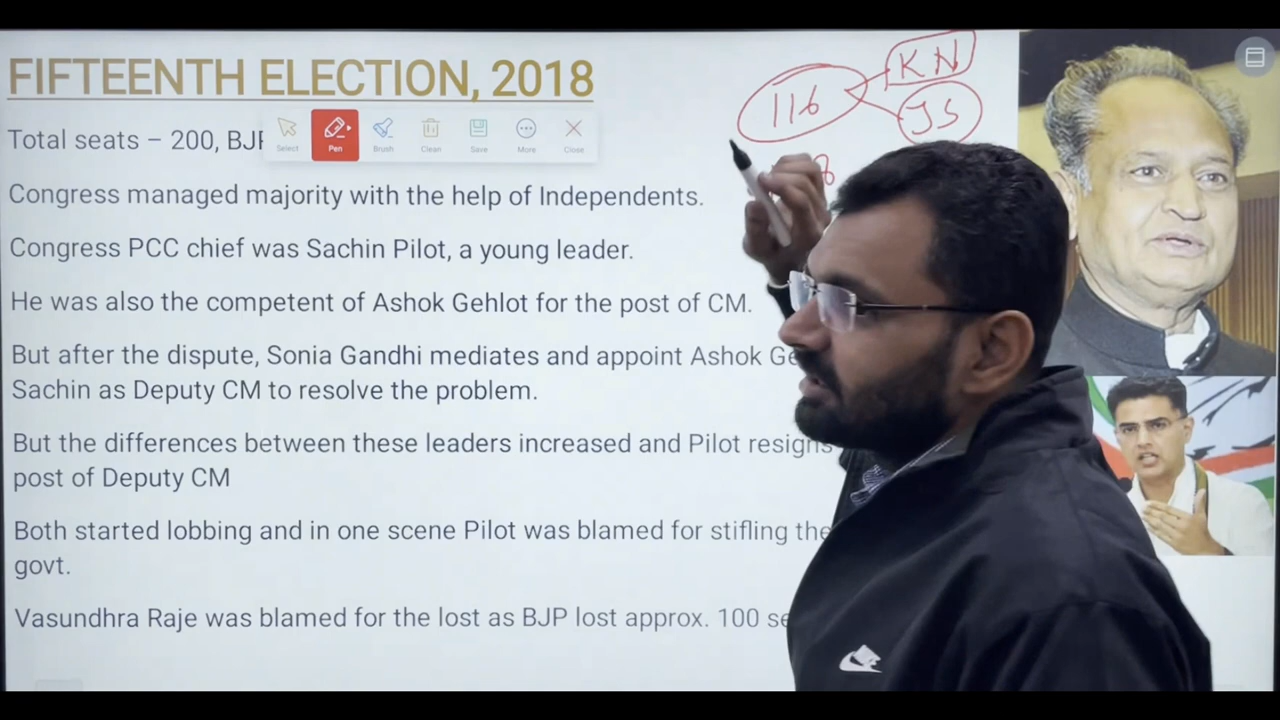 FIFTEENTH ELECTION, 2018
116
KN
JS
Total seats – 200, BJP
Select
Pen
Brush
Clean
Save
More
Close
8
Congress managed majority with the help of Independents.
Congress PCC chief was Sachin Pilot, a young leader.
He was also the competent of Ashok Gehlot for the post of CM.
But after the dispute, Sonia Gandhi mediates and appoint Ashok Ge
Sachin as Deputy CM to resolve the problem.
But the differences between these leaders increased and Pilot resigns
post of Deputy CM
Both started lobbing and in one scene Pilot was blamed for stifling the
govt.
Vasundhra Raje was blamed for the lost as BJP lost approx. 100 se